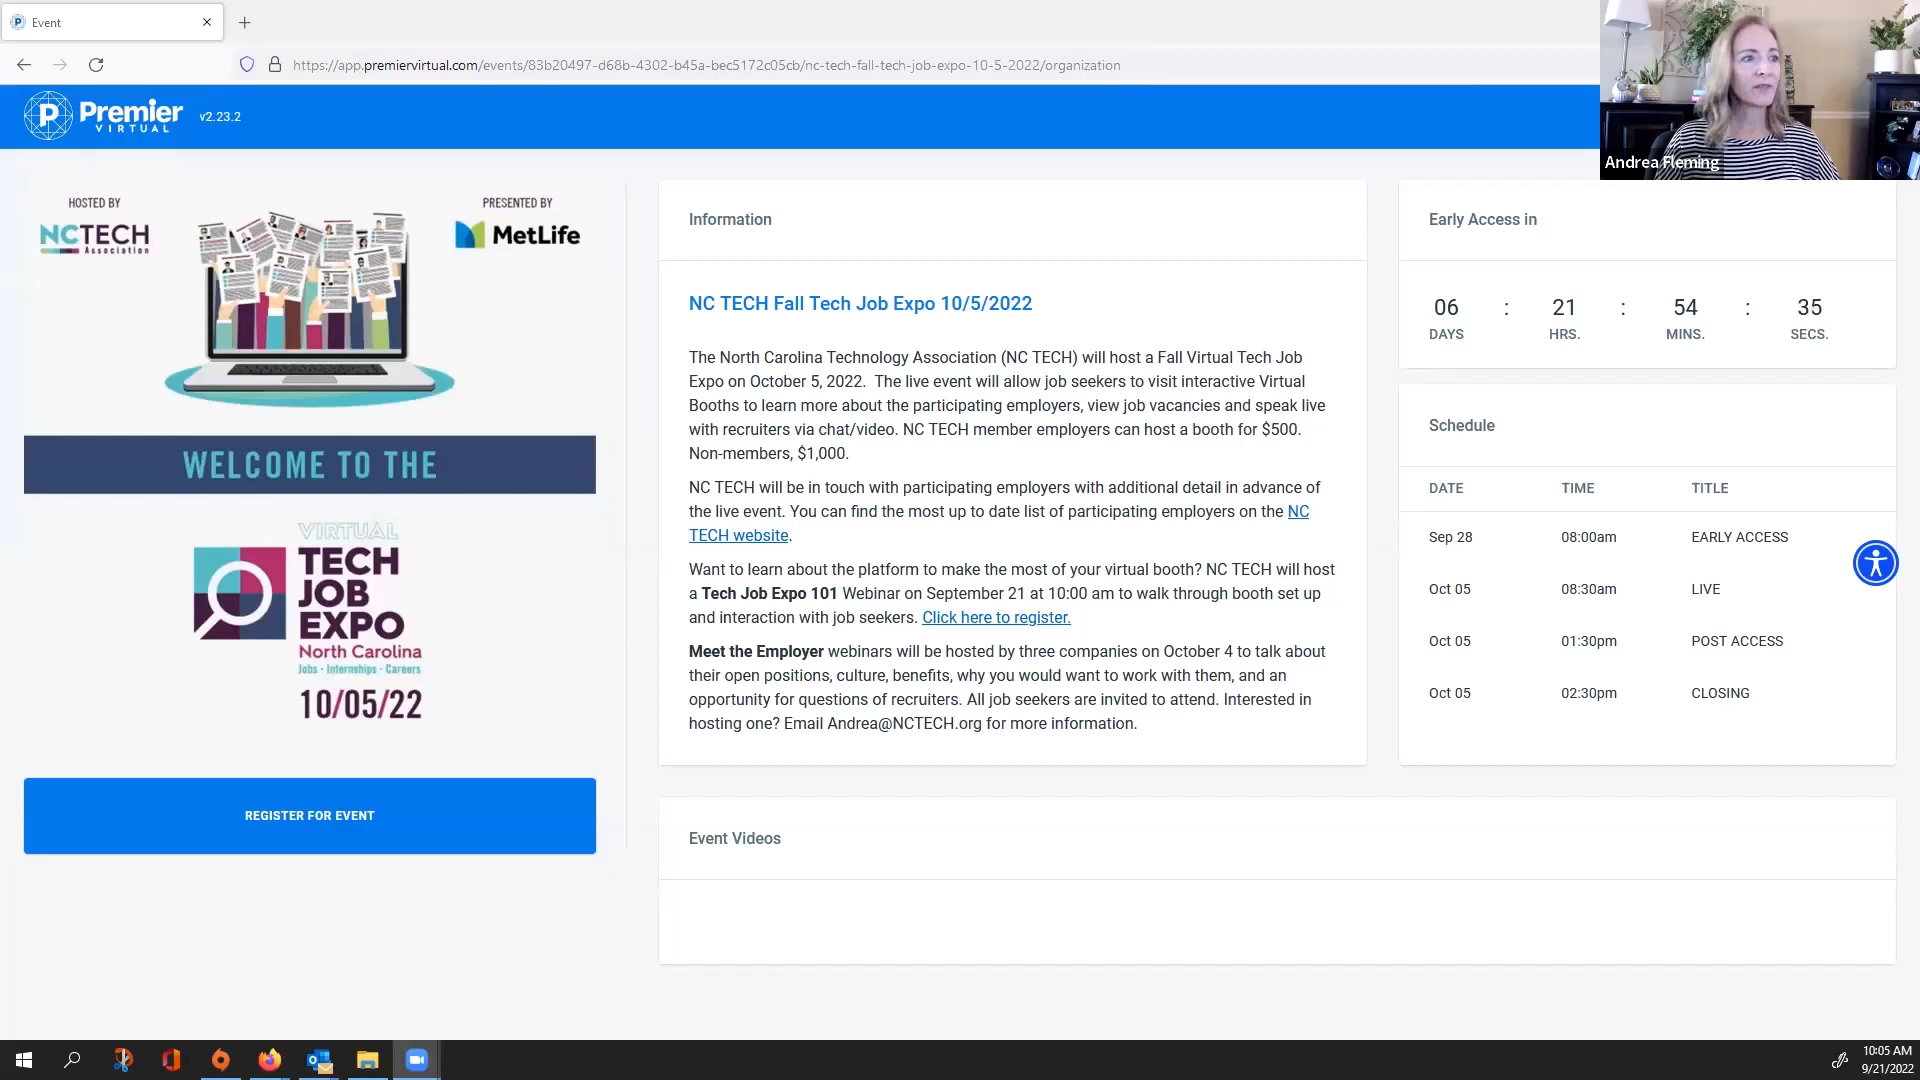 Event
https://app.premiervirtual.com/events/83b20497-d68b-4302-b45a-bec5172c05cb/nc-tech-fall-tech-job-expo-10-5-2022/organization
Premier
VIRTUAL
v2.23.2
Andrea Fleming
HOSTED BY
NCTECH
Association
PRESENTED BY
MetLife
WELCOME TO THE
VIRTUAL
TECH
JOB
EXPO
North Carolina
Jobs · Internships · Careers
10/05/22
REGISTER FOR EVENT
Information
NC TECH Fall Tech Job Expo 10/5/2022
The North Carolina Technology Association (NC TECH) will host a Fall Virtual Tech Job
Expo on October 5, 2022. The live event will allow job seekers to visit interactive Virtual
Booths to learn more about the participating employers, view job vacancies and speak live
with recruiters via chat/video. NC TECH member employers can host a booth for $500.
Non-members, $1,000.
NC TECH will be in touch with participating employers with additional detail in advance of
the live event. You can find the most up to date list of participating employers on the NC
TECH website.
Want to learn about the platform to make the most of your virtual booth? NC TECH will host
a Tech Job Expo 101 Webinar on September 21 at 10:00 am to walk through booth set up
and interaction with job seekers. Click here to register.
Meet the Employer webinars will be hosted by three companies on October 4 to talk about
their open positions, culture, benefits, why you would want to work with them, and an
opportunity for questions of recruiters. All job seekers are invited to attend. Interested in
hosting one? Email Andrea@NCTECH.org for more information.
Early Access in
06 : 21 : 54 : 35
DAYS HRS. MINS. SECS.
Schedule
DATE TIME TITLE
Sep 28 08:00am EARLY ACCESS
Oct 05 08:30am LIVE
Oct 05 01:30pm POST ACCESS
Oct 05 02:30pm CLOSING
Event Videos
10:05 AM
9/21/2022